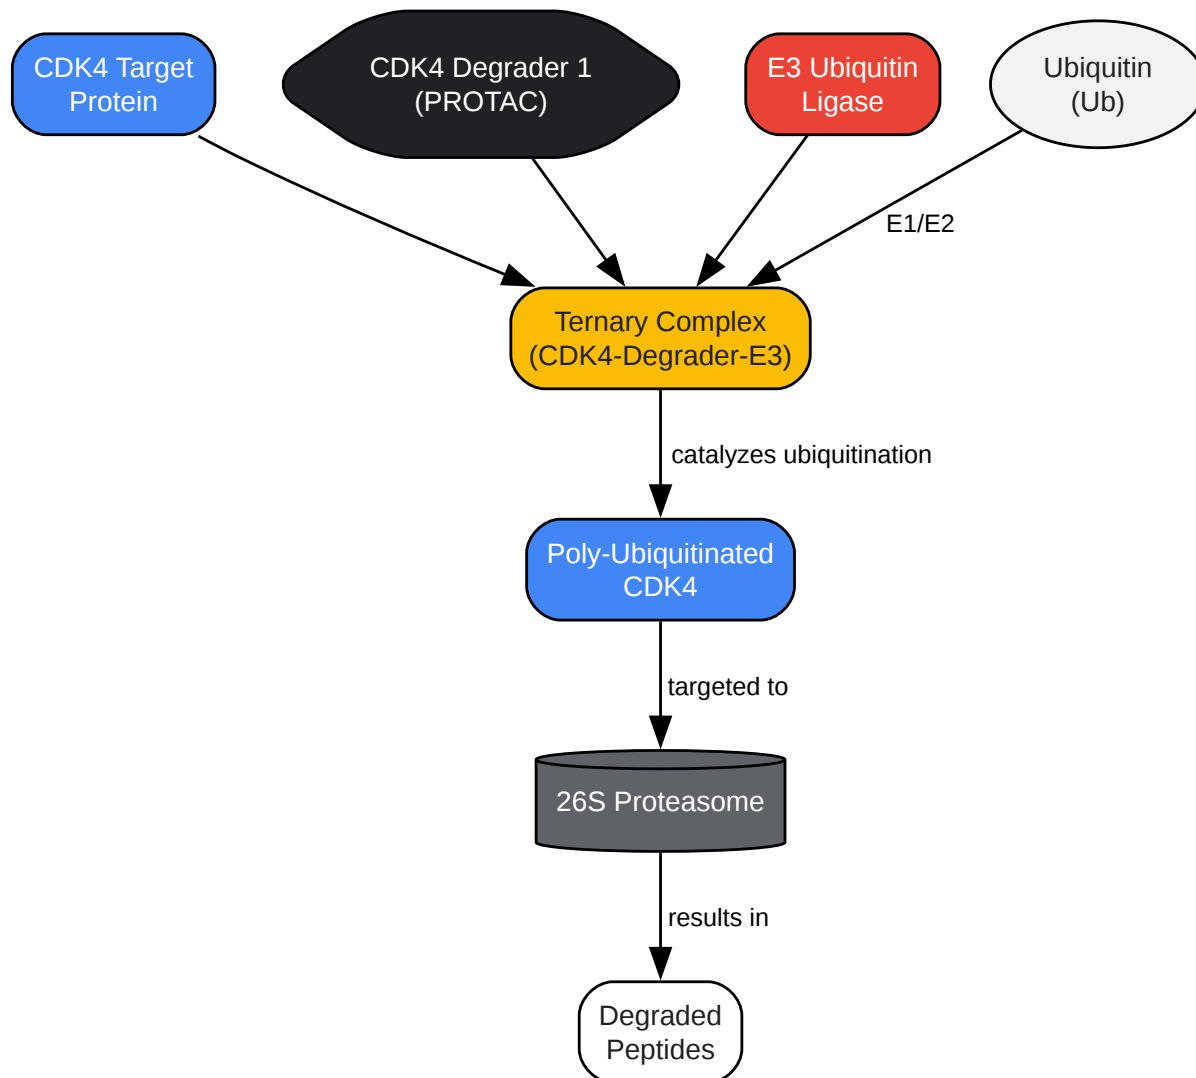 CDK4 Target
Protein
CDK4 Degrader 1
(PROTAC)
E3 Ubiquitin
Ligase
Ubiquitin
(Ub)
E1/E2
Ternary Complex
(CDK4-Degrader-E3)
catalyzes ubiquitination
Poly-Ubiquitinated
CDK4
targeted to
26S Proteasome
results in
Degraded
Peptides